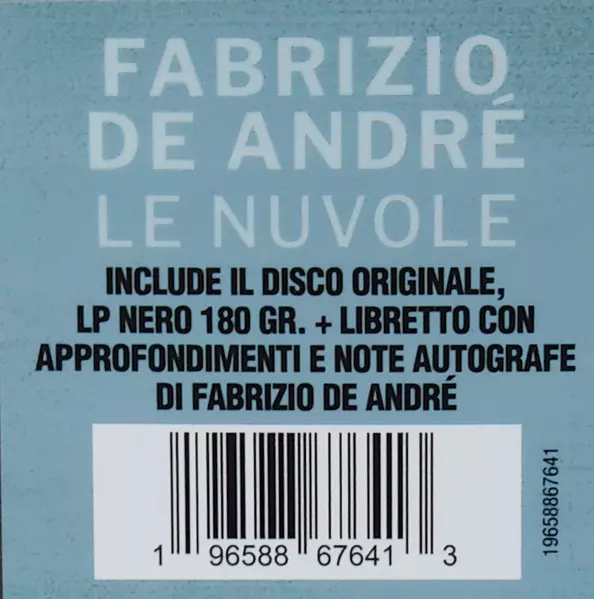 FABRIZIO
DE ANDRÉ
LE NUVOLE
INCLUDE IL DISCO ORIGINALE,
LP NERO 180 GR. + LIBRETTO CON
APPROFONDIMENTI E NOTE AUTOGRAFE
DI FABRIZIO DE ANDRÉ
1 96588 67641 3
19658867641